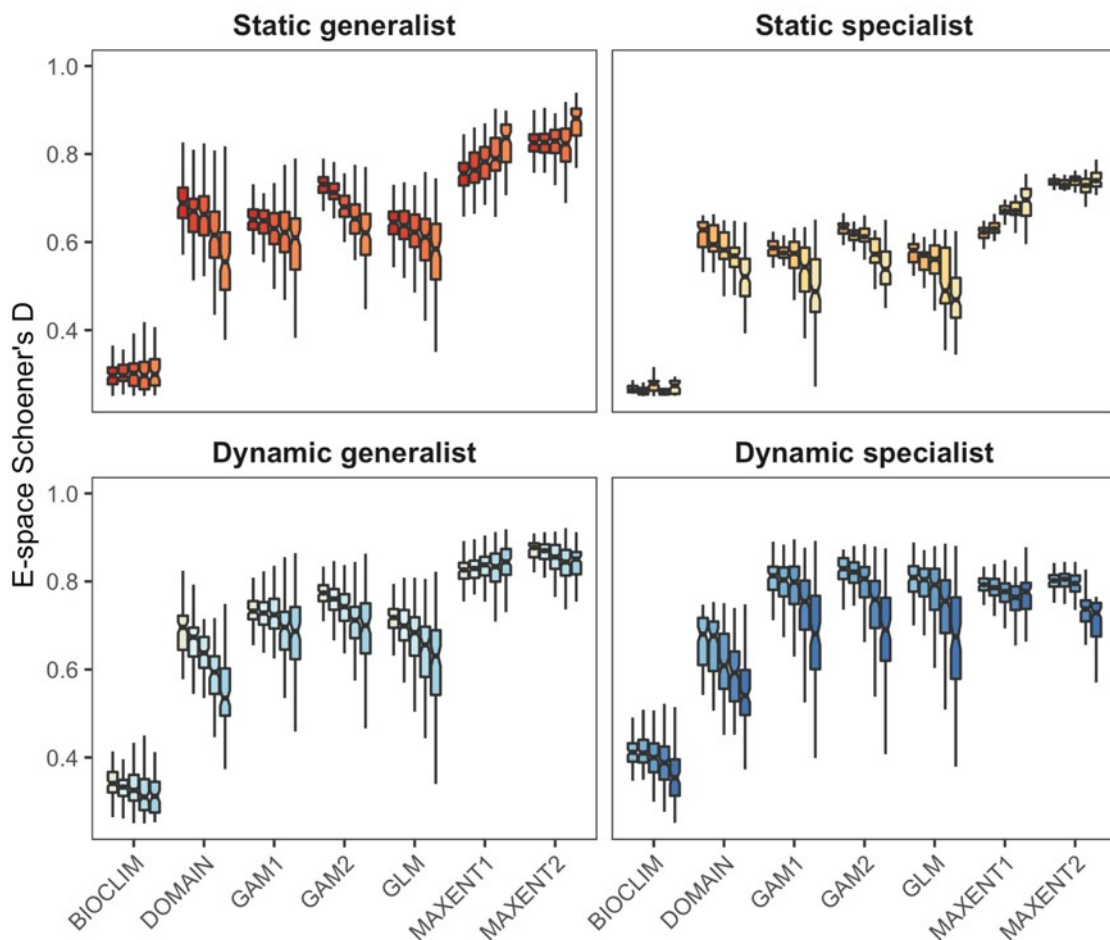 Static generalist
Static specialist
1.0
0.8
0.6
0.4
E-space Schoener's D
Dynamic generalist
Dynamic specialist
1.0
0.8
0.6
0.4
BIOCLIM
DOMAIN
GAM1
GAM2
GLM
MAXENT1
MAXENT2
BIOCLIM
DOMAIN
GAM1
GAM2
GLM
MAXENT1
MAXENT2